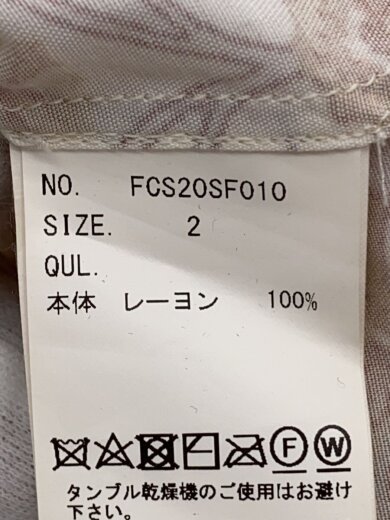 NO. FCS20SF010
SIZE. 2
QUL.
本体 レーヨン 100%
F W
タンブル乾燥機のご使用はお避け
下さい。